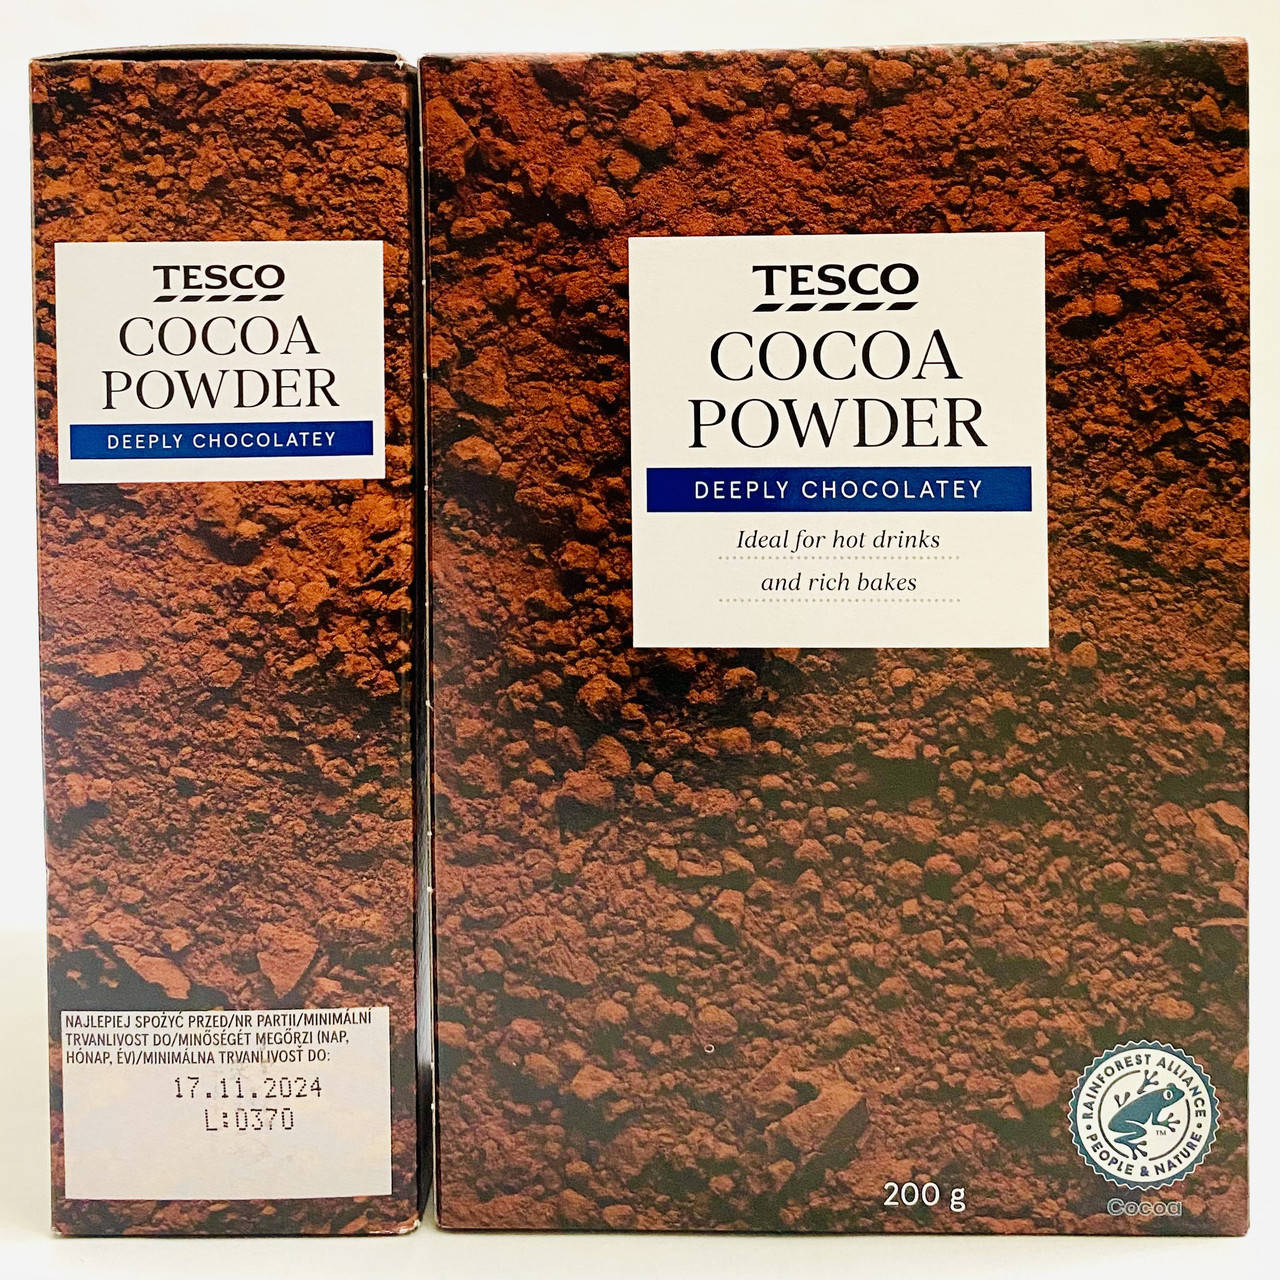 TESCO
COCOA
POWDER
DEEPLY CHOCOLATEY
NAJLEPIEJ SPOŻYĆ PRZED/NR PARTII/MINIMÁLNÍ
TRVANLIVOST DO/MINŐSÉGÉT MEGŐRZI (NAP,
HÓNAP, ÉV)/MINIMÁLNA TRVANLIVOSŤ DO:
17.11.2024
L:0370
TESCO
COCOA
POWDER
DEEPLY CHOCOLATEY
Ideal for hot drinks
and rich bakes
200 g
RAINFOREST ALLIANCE
PEOPLE & NATURE
TM
Cocoa